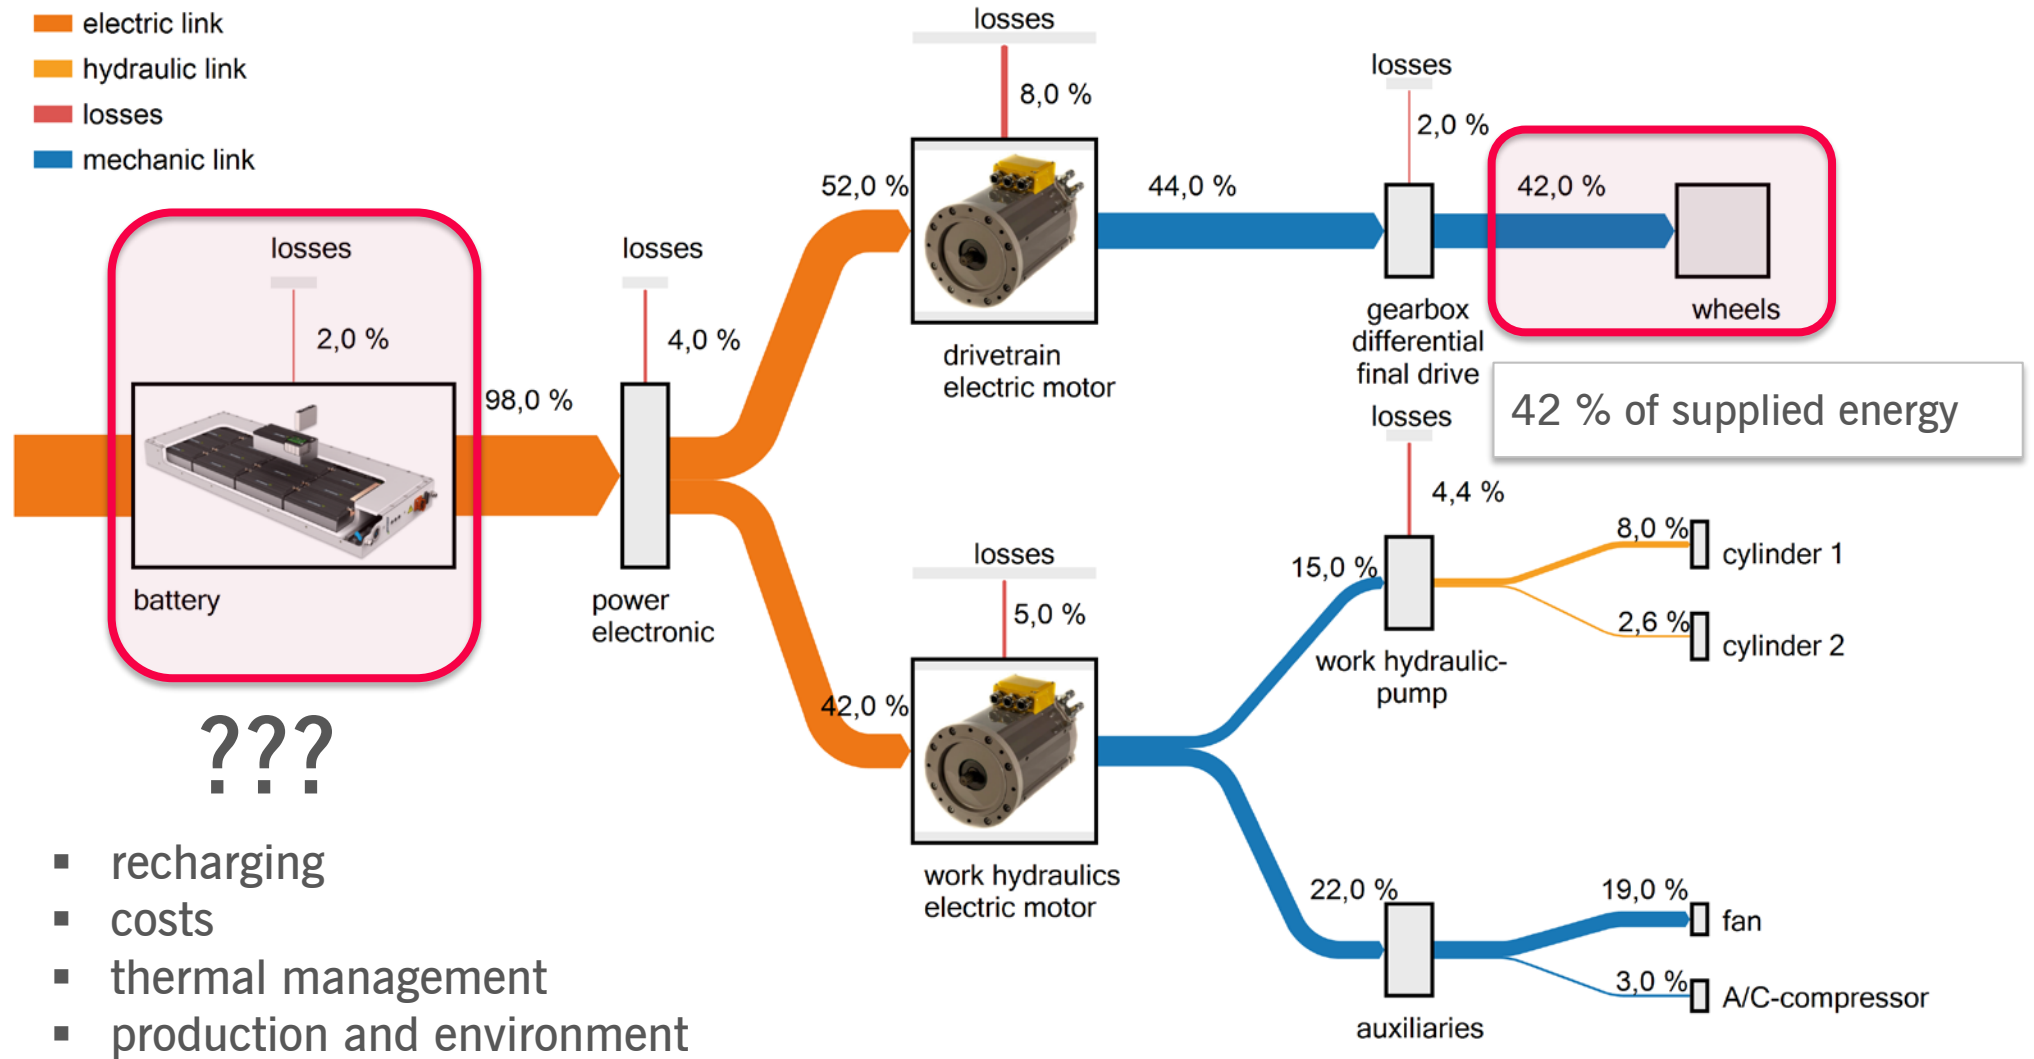 electric link
hydraulic link
losses
mechanic link
losses
2,0 %
battery
98,0 %
losses
4,0 %
power
electronic
52,0 %
losses
8,0 %
drivetrain
electric motor
44,0 %
losses
2,0 %
gearbox
differential
final drive
42,0 %
wheels
42 % of supplied energy
42,0 %
losses
5,0 %
work hydraulics
electric motor
15,0 %
losses
4,4 %
work hydraulic-
pump
8,0 %
cylinder 1
2,6 %
cylinder 2
22,0 %
auxiliaries
19,0 %
fan
3,0 %
A/C-compressor
???
▪ recharging
▪ costs
▪ thermal management
▪ production and environment